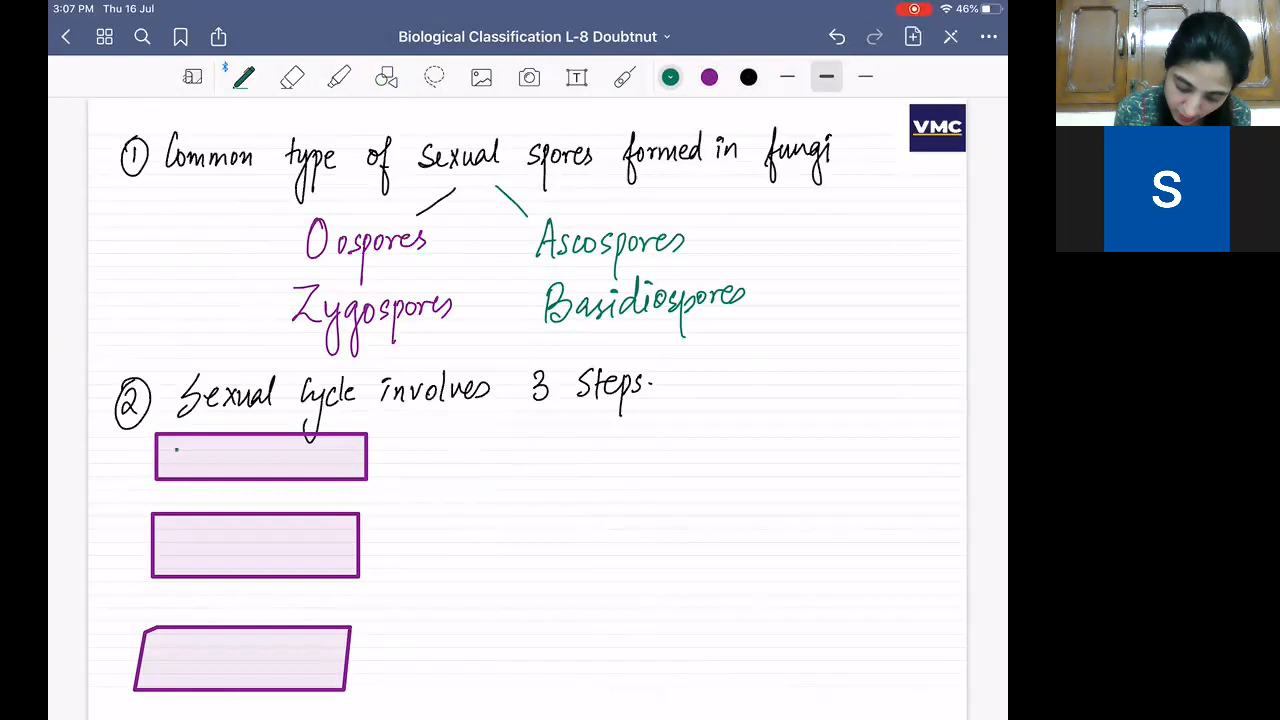 3:07 PM Thu 16 Jul
46%
Biological Classification L-8 Doubtnut
T
VMC
① Common type of sexual spores formed in fungi
Oospores Ascospores
Zygospores Basidiospores
② Sexual Cycle involves 3 Steps.
S